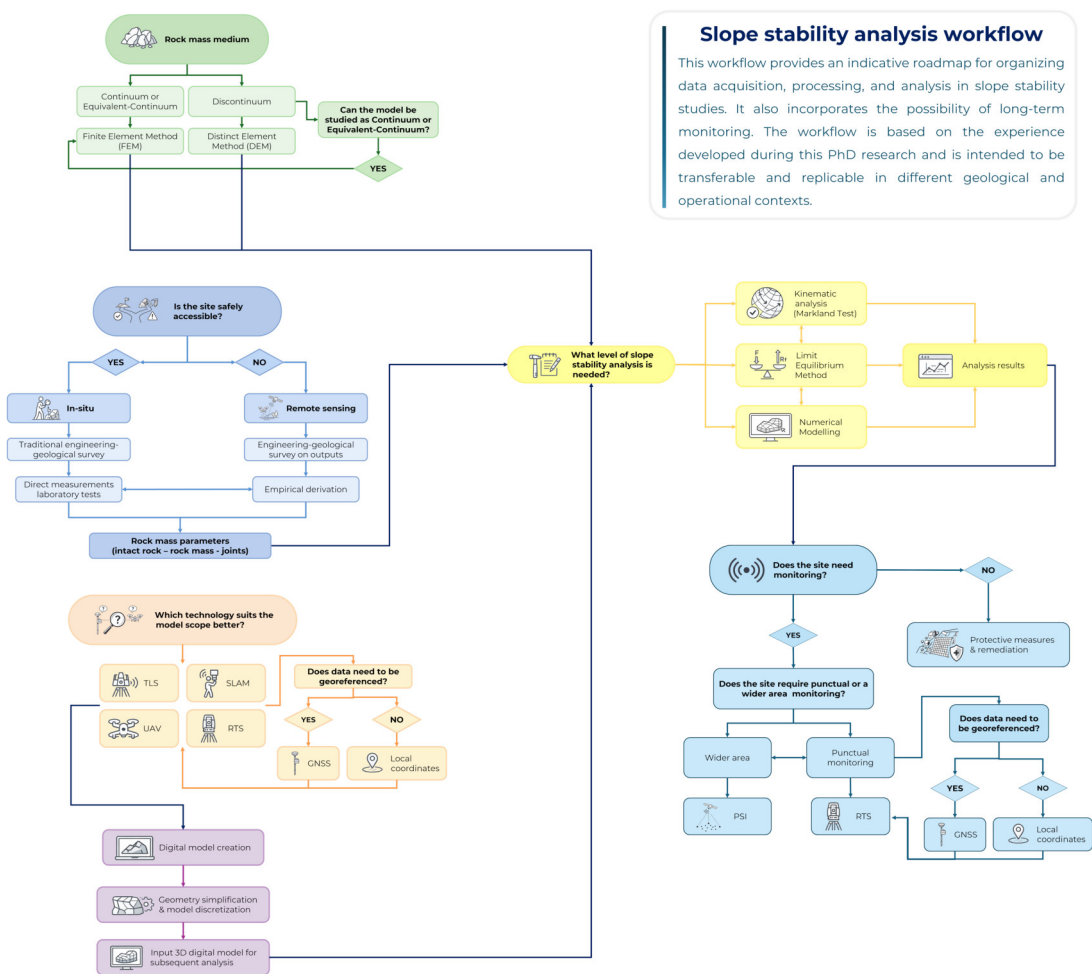 Slope stability analysis workflow
This workflow provides an indicative roadmap for organizing
data acquisition, processing, and analysis in slope stability
studies. It also incorporates the possibility of long-term
monitoring. The workflow is based on the experience
developed during this PhD research and is intended to be
transferable and replicable in different geological and
operational contexts.
Rock mass medium
Continuum or
Equivalent-Continuum
Discontinuum
Can the model be
studied as Continuum or
Equivalent-Continuum?
Finite Element Method
(FEM)
Distinct Element
Method (DEM)
YES
Is the site safely
accessible?
YES
NO
In-situ
Remote sensing
Traditional engineering-
geological survey
Engineering-geological
survey on outputs
Direct measurements
laboratory tests
Empirical derivation
Rock mass parameters
(intact rock – rock mass - joints)
Which technology suits the
model scope better?
TLS
SLAM
UAV
RTS
Does data need to be
georeferenced?
YES
NO
GNSS
Local
coordinates
Digital model creation
Geometry simplification
& model discretization
Input 3D digital model for
subsequent analysis
What level of slope
stability analysis is
needed?
Kinematic
analysis
(Markland Test)
Limit
Equilibrium
Method
Numerical
Modelling
Analysis results
Does the site need
monitoring?
NO
YES
Protective measures
& remediation
Does the site require punctual or a
wider area monitoring?
Wider area
Punctual
monitoring
PSI
RTS
Does data need to
be georeferenced?
YES
NO
GNSS
Local
coordinates